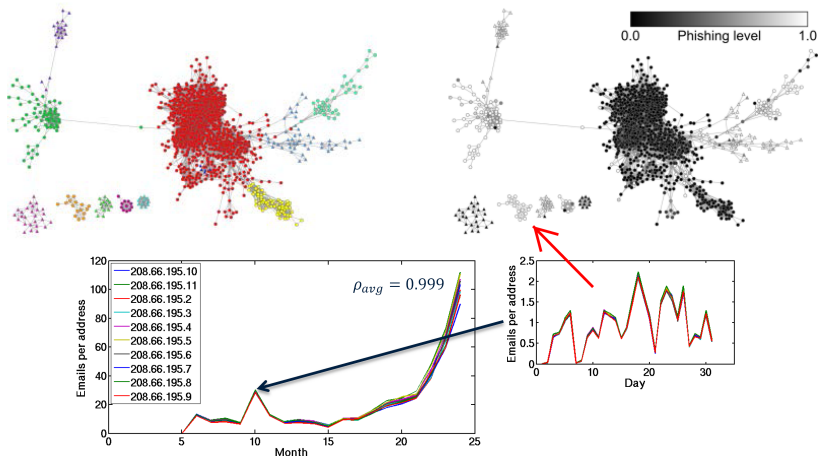 0.0 Phishing level 1.0
120
100
80
60
40
20
0
Emails per address
208.66.195.10
208.66.195.11
208.66.195.2
208.66.195.3
208.66.195.4
208.66.195.5
208.66.195.6
208.66.195.7
208.66.195.8
208.66.195.9
ρavg = 0.999
0 5 10 15 20 25
Month
2.5
2
1.5
1
0.5
0
Emails per address
0 10 20 30
Day